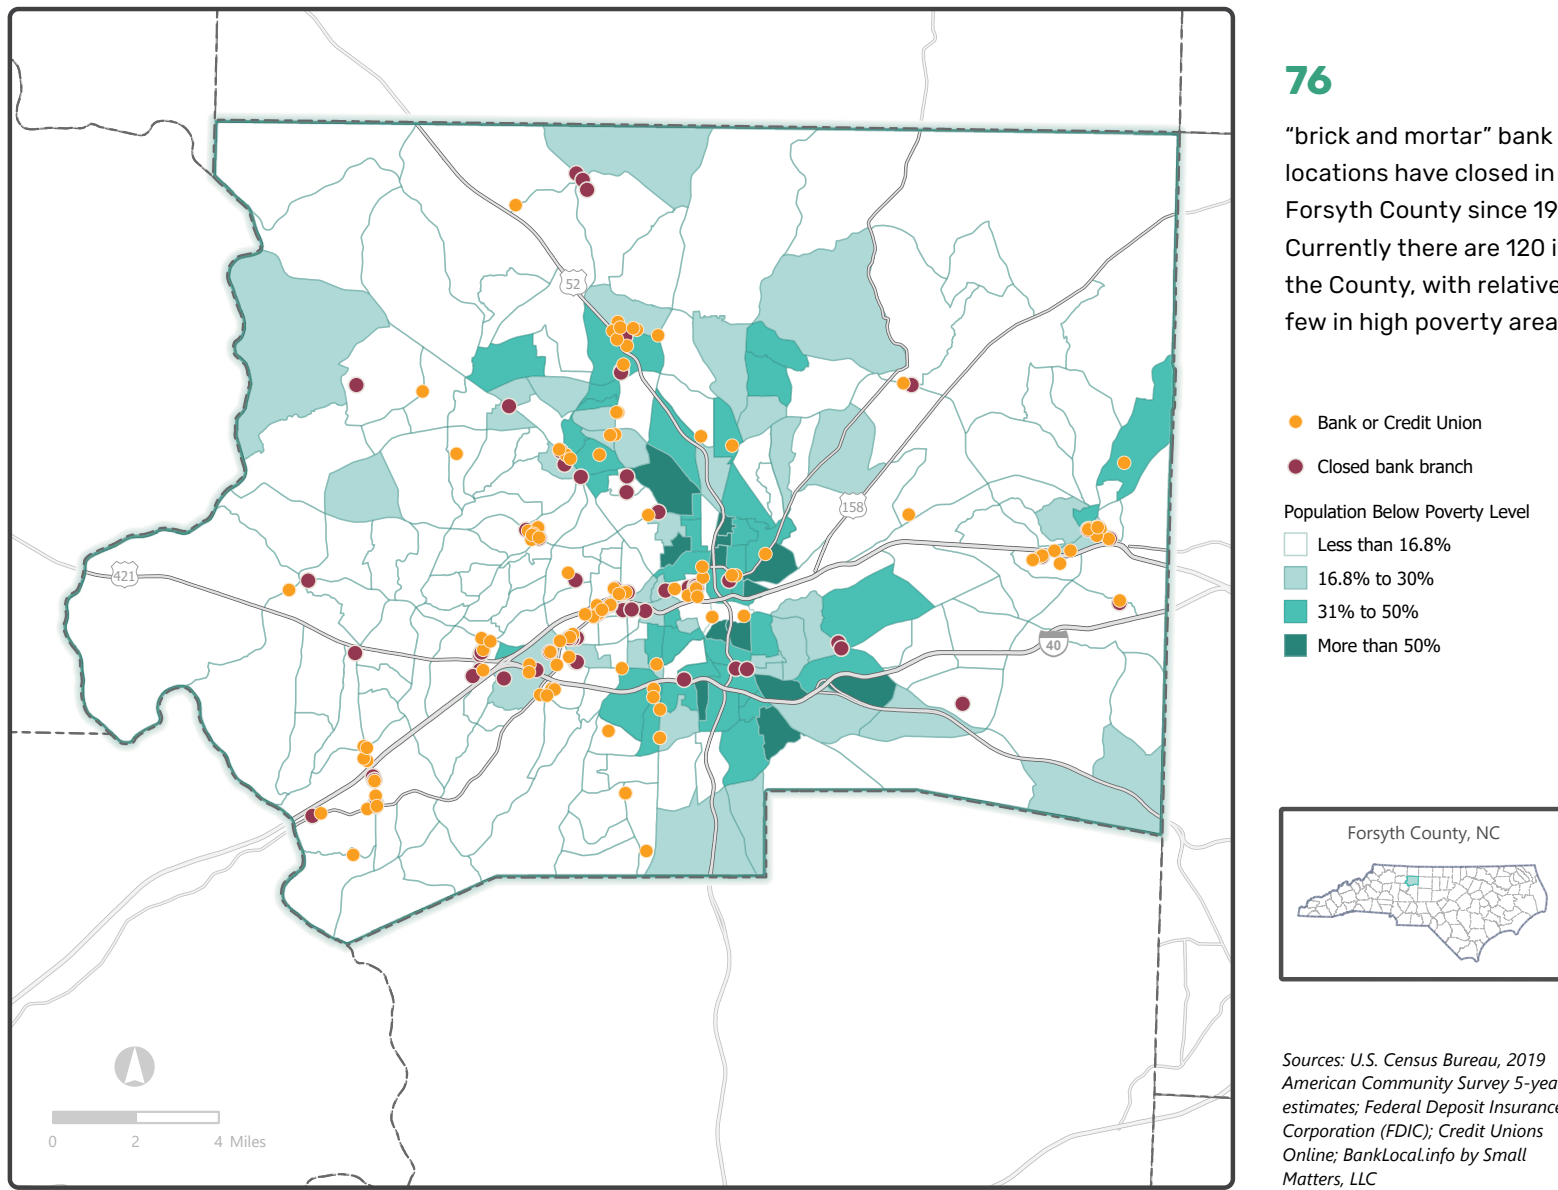 76
“brick and mortar” bank
locations have closed in
Forsyth County since 19
Currently there are 120 i
the County, with relative
few in high poverty area
Bank or Credit Union
Closed bank branch
Population Below Poverty Level
Less than 16.8%
16.8% to 30%
31% to 50%
More than 50%
52
158
421
40
0 2 4 Miles
Forsyth County, NC
Sources: U.S. Census Bureau, 2019
American Community Survey 5-yea
estimates; Federal Deposit Insurance
Corporation (FDIC); Credit Unions
Online; BankLocal.info by Small
Matters, LLC